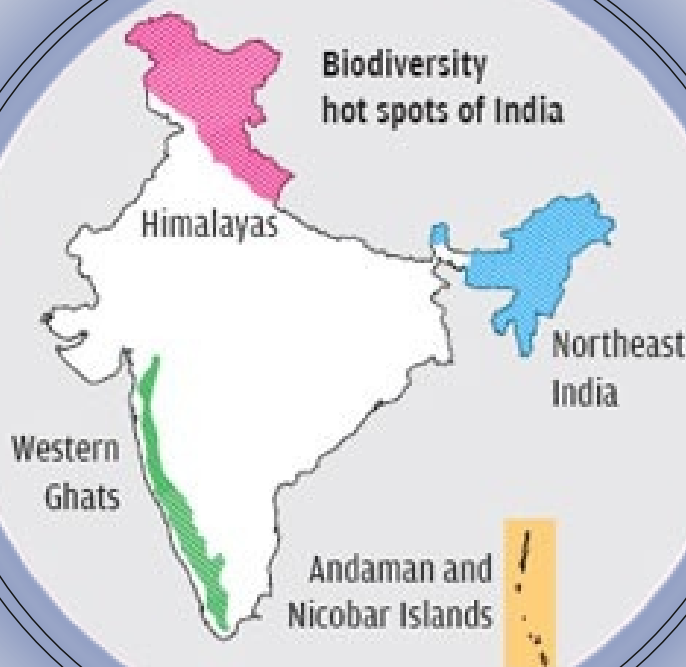 Biodiversity
hot spots of India
Himalayas
Northeast
India
Western
Ghats
Andaman and
Nicobar Islands